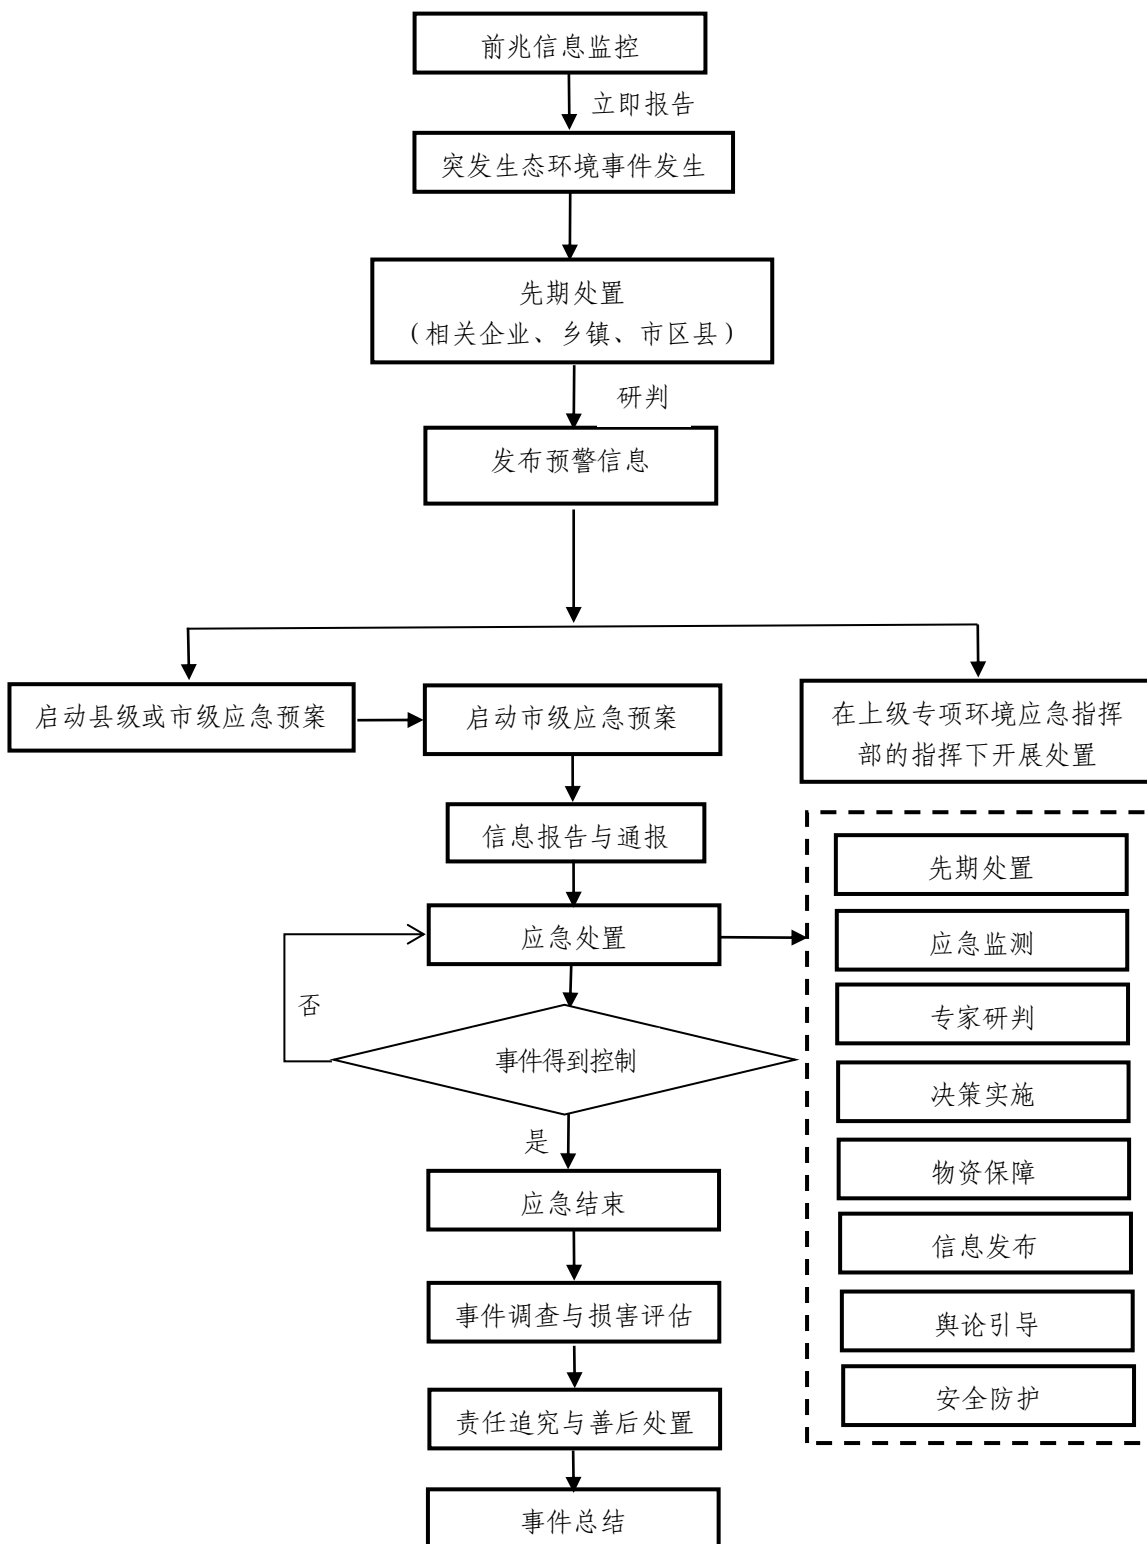 前兆信息监控
立即报告
突发生态环境事件发生
先期处置
（相关企业、乡镇、市区县）
研判
发布预警信息
启动县级或市级应急预案
启动市级应急预案
在上级专项环境应急指挥
部的指挥下开展处置
信息报告与通报
应急处置
否
事件得到控制
是
应急结束
事件调查与损害评估
责任追究与善后处置
事件总结
先期处置
应急监测
专家研判
决策实施
物资保障
信息发布
舆论引导
安全防护